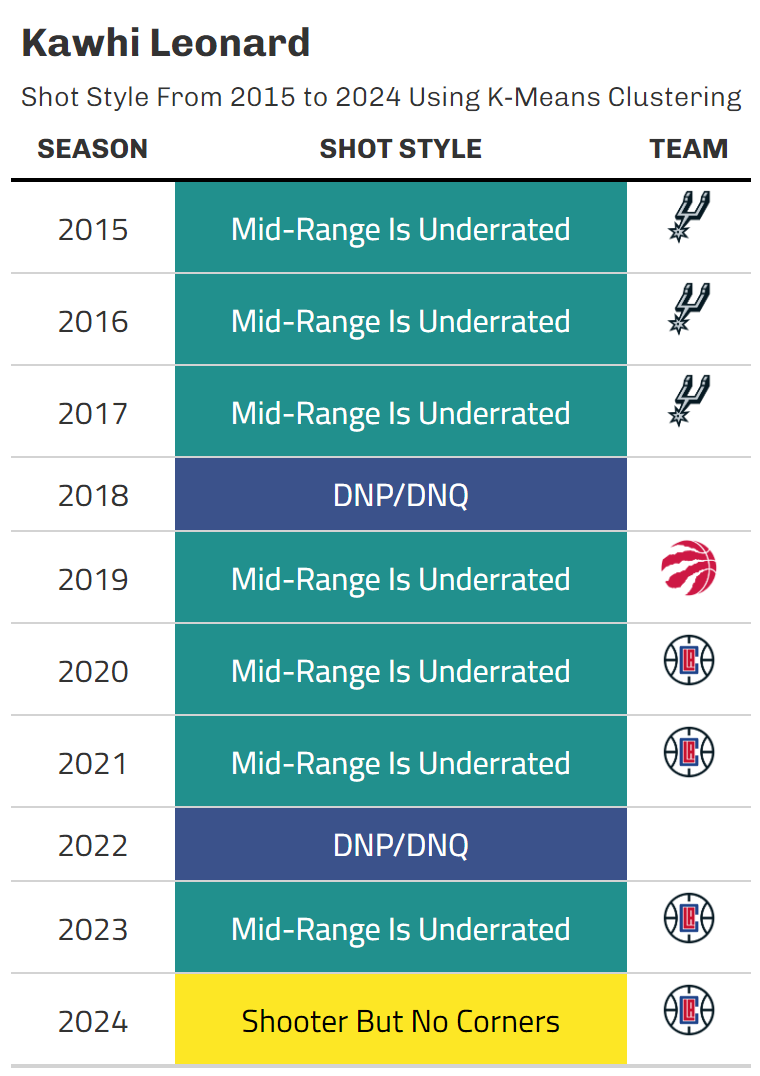 Kawhi Leonard
Shot Style From 2015 to 2024 Using K-Means Clustering
SEASON SHOT STYLE TEAM
2015 Mid-Range Is Underrated
2016 Mid-Range Is Underrated
2017 Mid-Range Is Underrated
2018 DNP/DNQ
2019 Mid-Range Is Underrated
2020 Mid-Range Is Underrated
2021 Mid-Range Is Underrated
2022 DNP/DNQ
2023 Mid-Range Is Underrated
2024 Shooter But No Corners